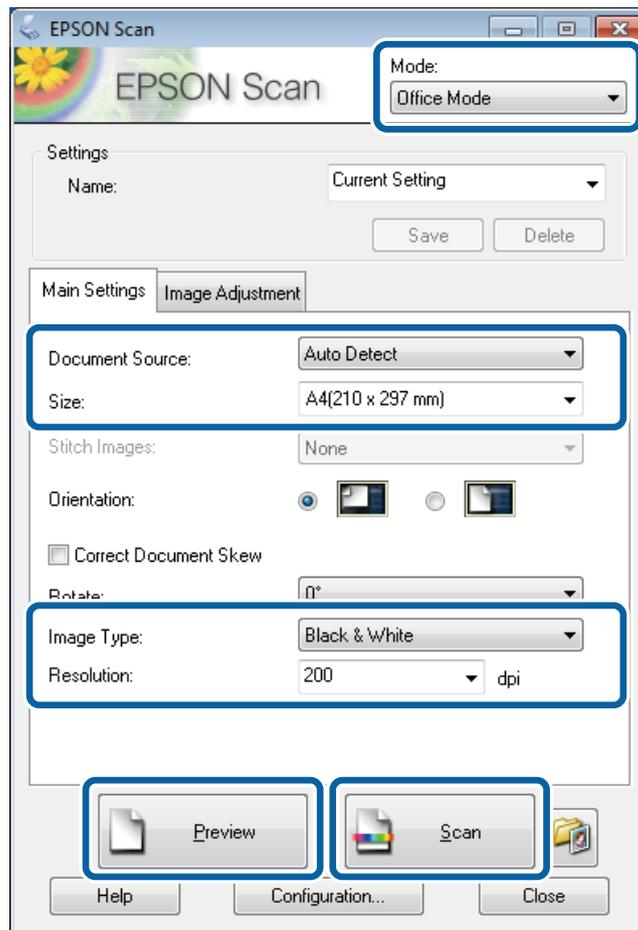 EPSON Scan
EPSON Scan
Mode:
Office Mode
Settings
Name: Current Setting
Save Delete
Main Settings Image Adjustment
Document Source: Auto Detect
Size: A4(210 x 297 mm)
Stitch Images: None
Orientation:
Correct Document Skew
Rotate: 0°
Image Type: Black & White
Resolution: 200 dpi
Preview Scan
Help Configuration... Close